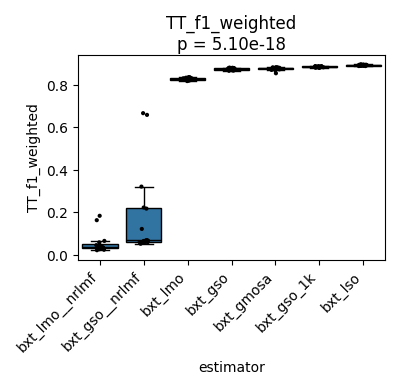 TT_f1_weighted
p = 5.10e-18
TT_f1_weighted
0.8
0.6
0.4
0.2
0.0
bxt_lmo__nrlmf
bxt_gso__nrlmf
bxt_lmo
bxt_gso
bxt_gmosa
bxt_gso_1k
bxt_lso
estimator